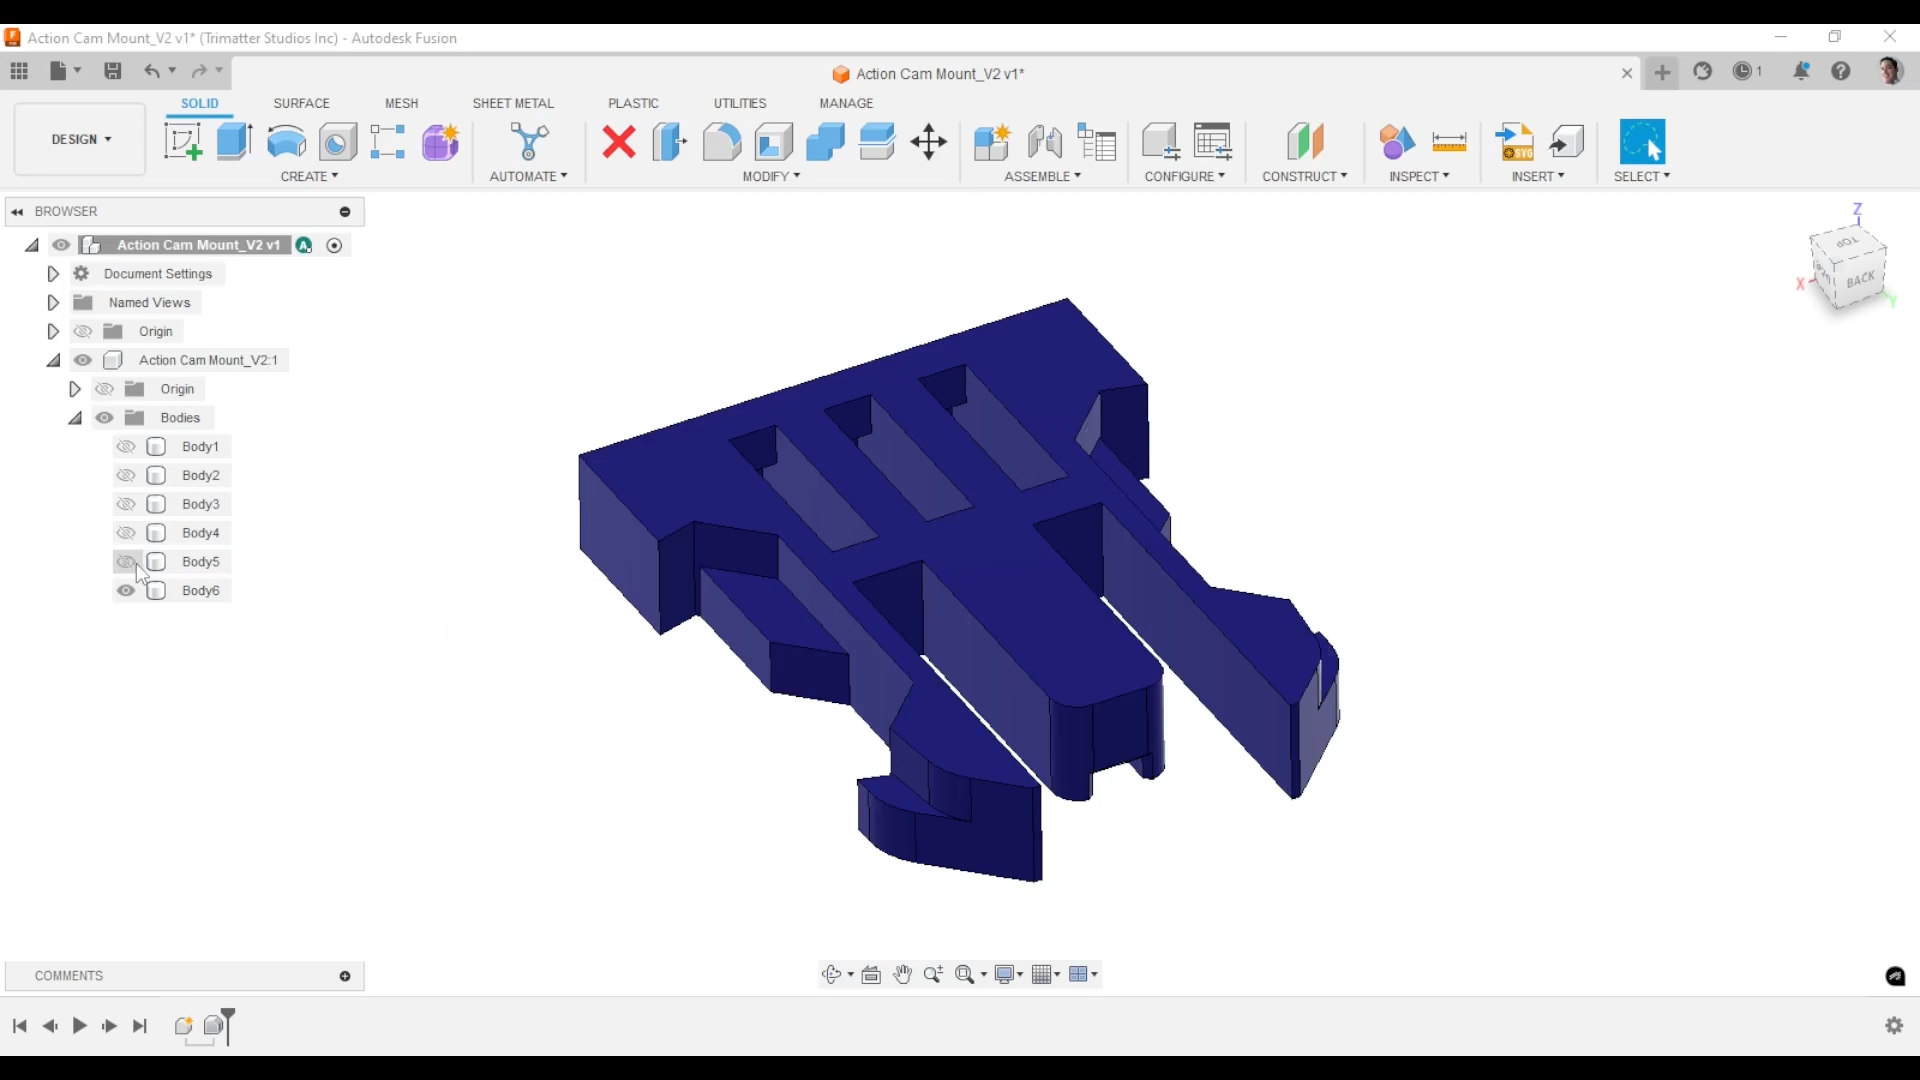 Action Cam Mount_V2 v1* (Trimatter Studios Inc) - Autodesk Fusion
Action Cam Mount_V2 v1*
1
DESIGN
SOLID SURFACE MESH SHEET METAL PLASTIC UTILITIES MANAGE
SVG
CREATE AUTOMATE MODIFY ASSEMBLE CONFIGURE CONSTRUCT INSPECT INSERT SELECT
BROWSER
Action Cam Mount_V2 v1
A
Document Settings
Named Views
Origin
Action Cam Mount_V2:1
Origin
Bodies
Body1
Body2
Body3
Body4
Body5
Body6
Z
TOP
BACK
X
Y
COMMENTS